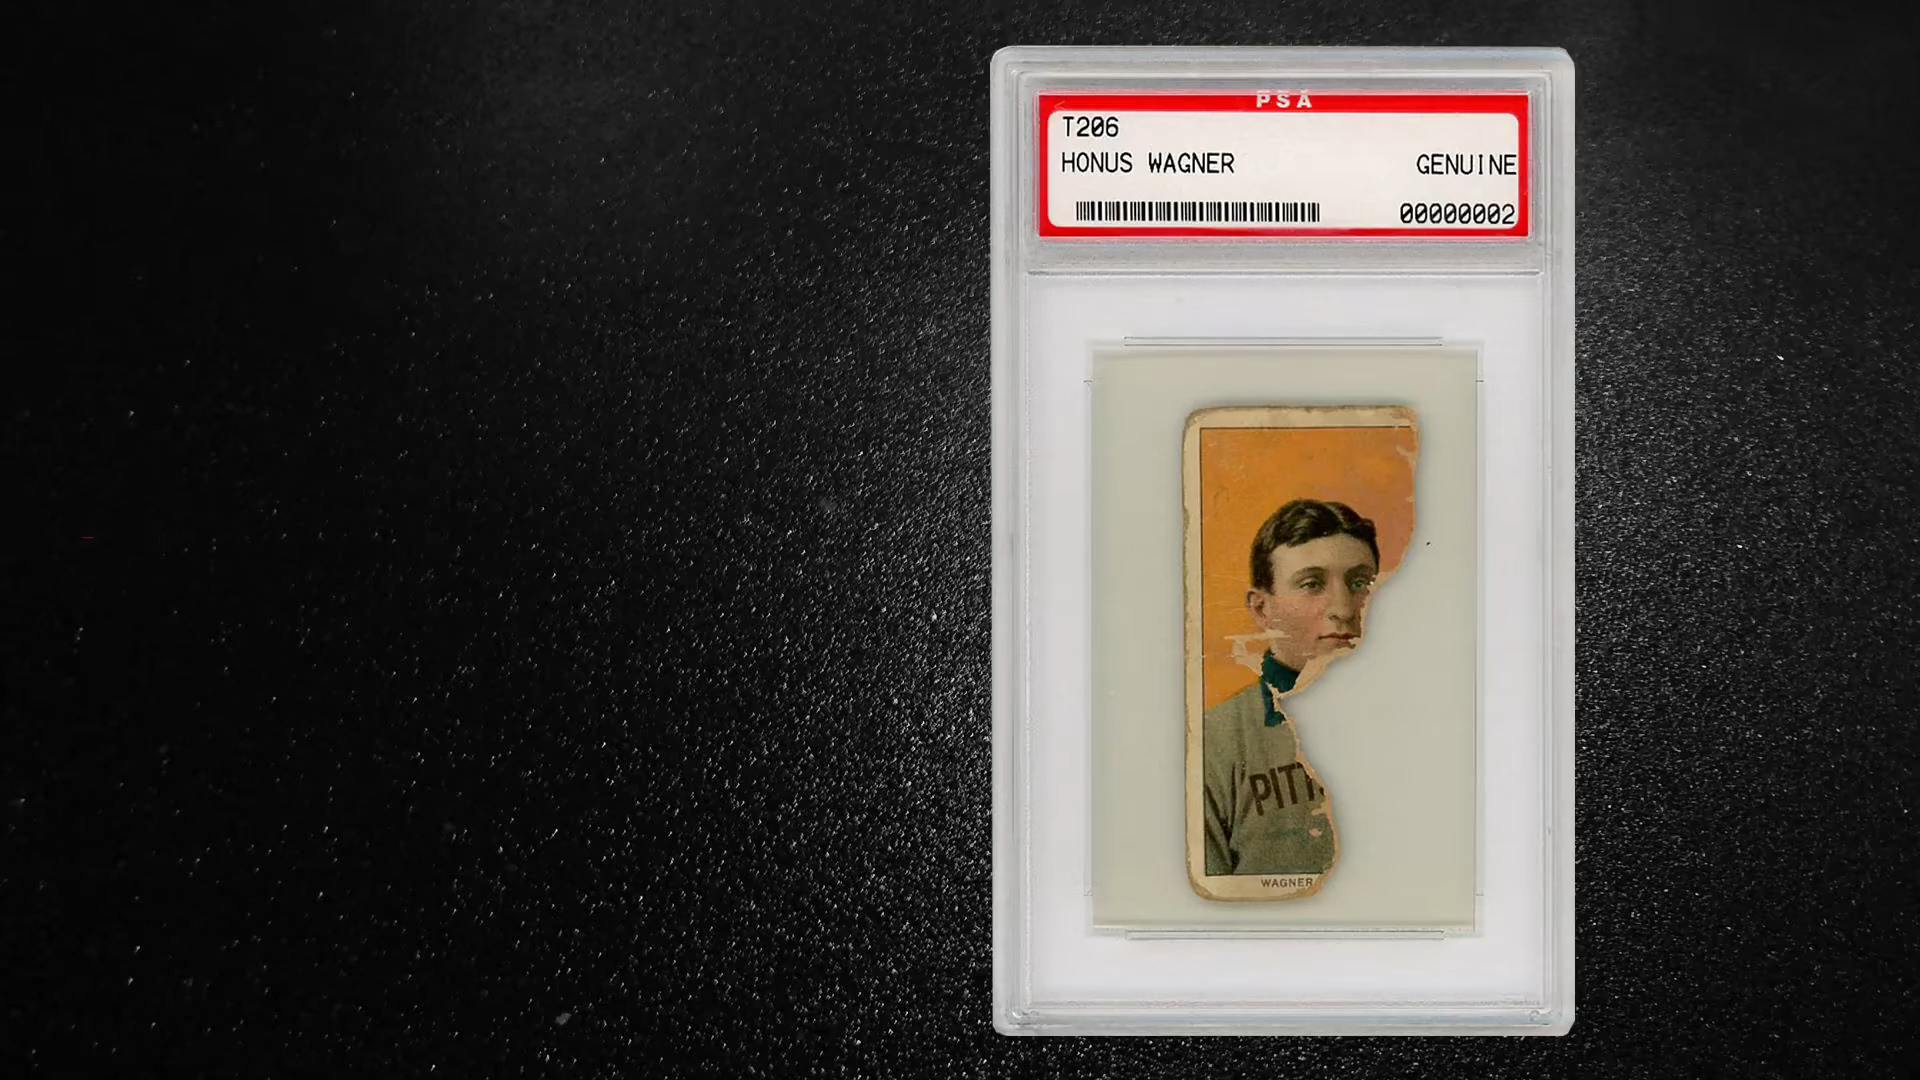 PSA
T206
HONUS WAGNER
GENUINE
00000002
PITT
WAGNER